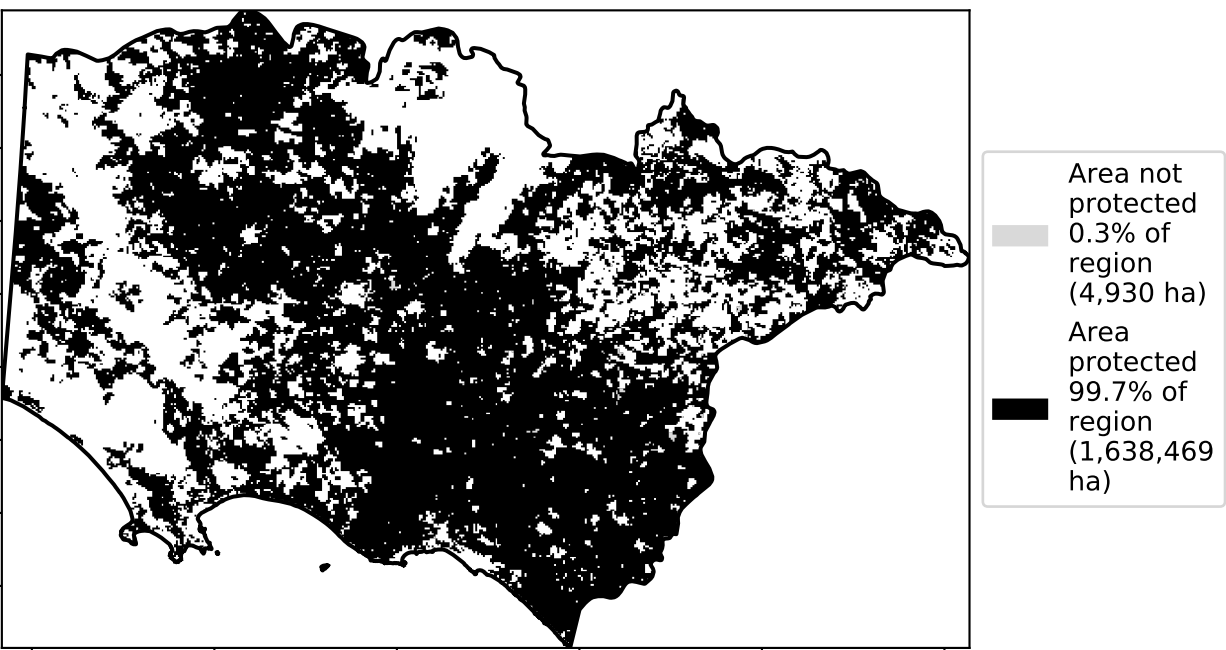 Area not
protected
0.3% of
region
(4,930 ha)
Area
protected
99.7% of
region
(1,638,469
ha)